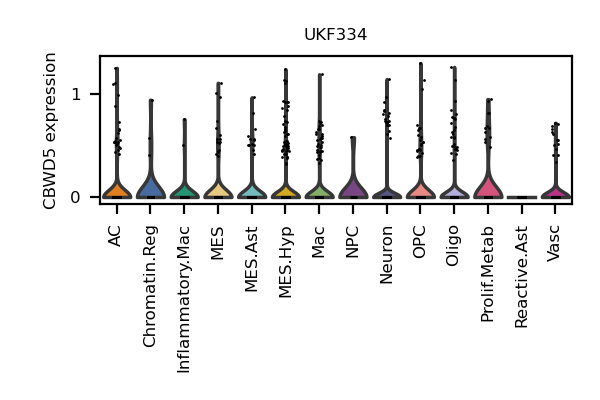 UKF334
CBWD5 expression
1
0
AC
Chromatin.Reg
Inflammatory.Mac
MES
MES.Ast
MES.Hyp
Mac
NPC
Neuron
OPC
Oligo
Prolif.Metab
Reactive.Ast
Vasc